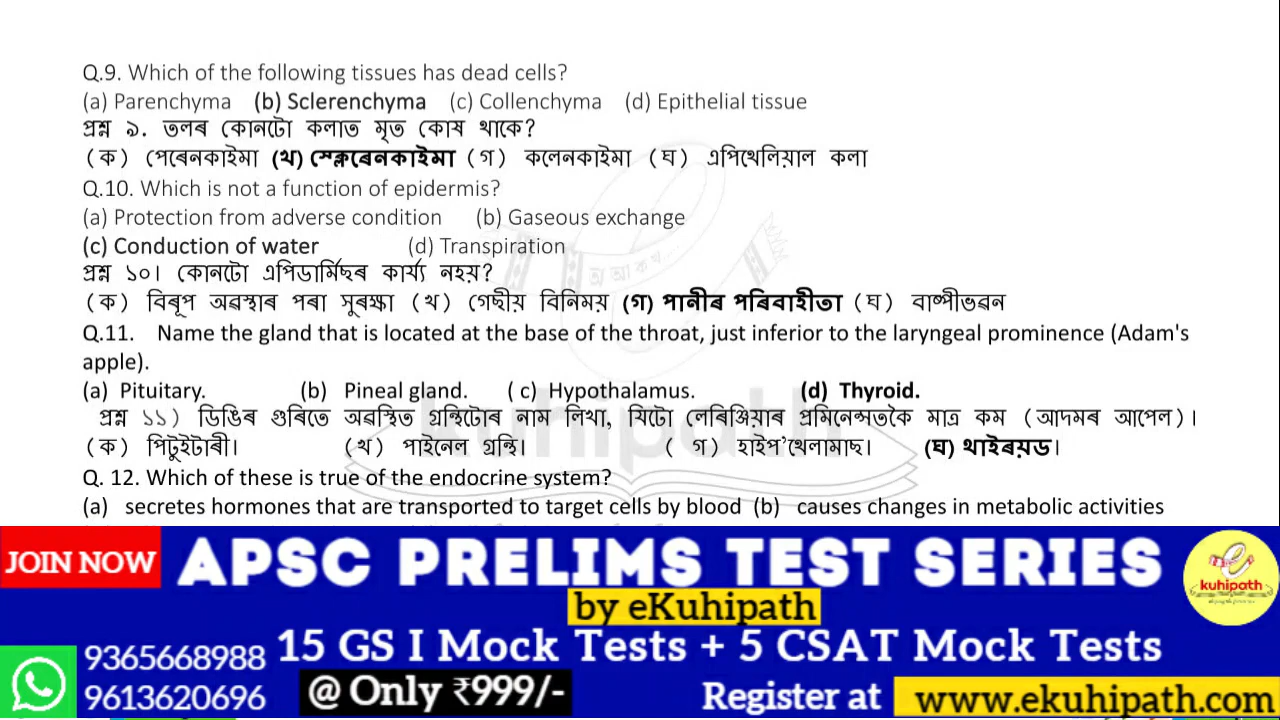 Q.9. Which of the following tissues has dead cells?
(a) Parenchyma (b) Sclerenchyma (c) Collenchyma (d) Epithelial tissue
প্ৰশ্ন ৯. তলৰ কোনটো কলাত মৃত কোষ থাকে?
(ক) পেৰেনকাইমা (খ) স্ক্লেৰেনকাইমা (গ) কলেনকাইমা (ঘ) এপিথেলিয়াল কলা
Q.10. Which is not a function of epidermis?
(a) Protection from adverse condition (b) Gaseous exchange
(c) Conduction of water (d) Transpiration
প্ৰশ্ন ১০। কোনটো এপিডাৰ্মিছৰ কাৰ্য্য নহয়?
(ক) বিৰূপ অৱস্থাৰ পৰা সুৰক্ষা (খ) গেছীয় বিনিময় (গ) পানীৰ পৰিবাহীতা (ঘ) বাষ্পীভৱন
Q.11. Name the gland that is located at the base of the throat, just inferior to the laryngeal prominence (Adam's
apple).
(a) Pituitary. (b) Pineal gland. ( c) Hypothalamus. (d) Thyroid.
প্ৰশ্ন ১১) ডিঙিৰ গুৰিতে অৱস্থিত গ্ৰন্থিটোৰ নাম লিখা, যিটো লেৰিঞ্জিয়াৰ প্ৰমিনেন্সতকৈ মাত্ৰ কম (আদমৰ আপেল)।
(ক) পিটুইটাৰী। (খ) পাইনেল গ্ৰন্থি। ( গ) হাইপ'থেলামাছ। (ঘ) থাইৰয়ড।
Q. 12. Which of these is true of the endocrine system?
(a) secretes hormones that are transported to target cells by blood (b) causes changes in metabolic activities
JOIN NOW APSC PRELIMS TEST SERIES
kuhipath
by eKuhipath
9365668988 15 GS I Mock Tests + 5 CSAT Mock Tests
9613620696 @ Only ₹999/- Register at www.ekuhipath.com